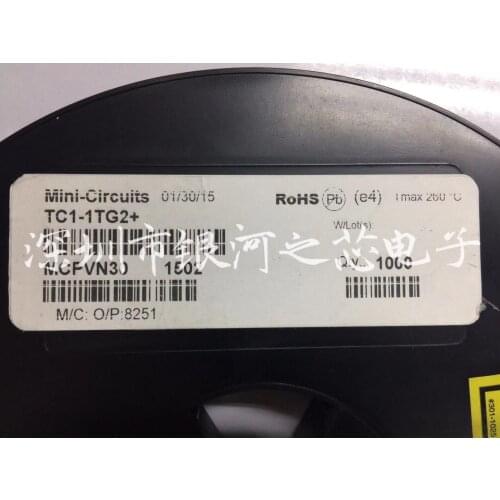 Mini-Circuits 01/30/15 RoHS Pb (e4) Tmax 260 °C
TC1-1TG2+
W/Lot(s):
深圳市银河之芯电子
MCFVN30 1502 Qty. 1000
M/C: O/P:8251